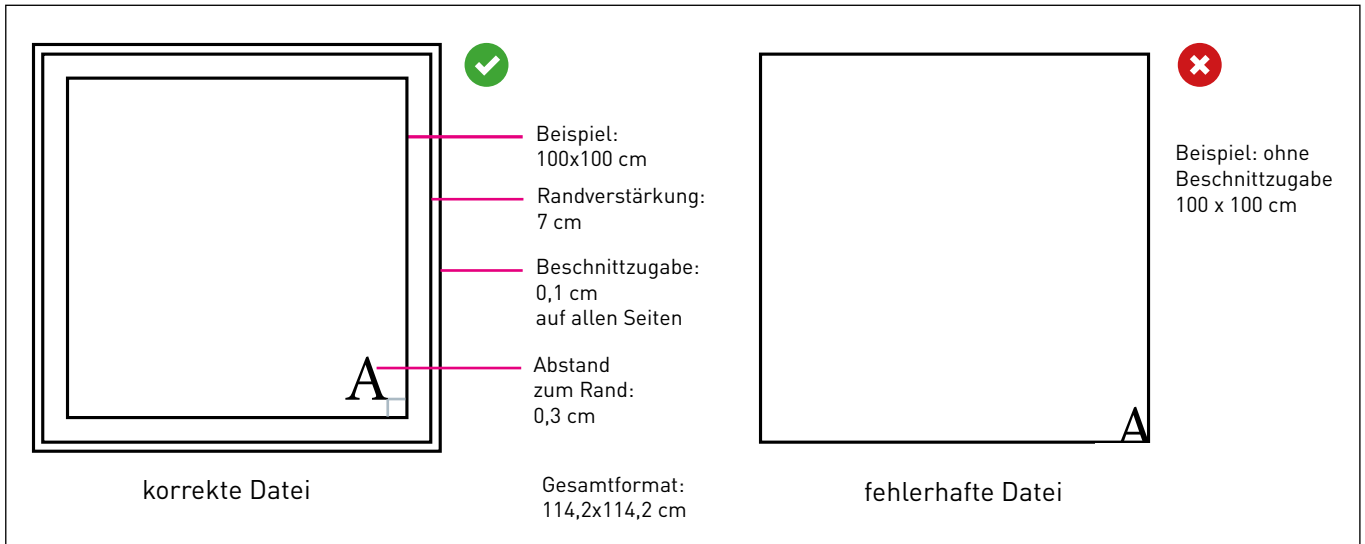 Beispiel:
100x100 cm
Randverstärkung:
7 cm
Beschnittzugabe:
0,1 cm
auf allen Seiten
A
Abstand
zum Rand:
0,3 cm
korrekte Datei
Gesamtformat:
114,2x114,2 cm
Beispiel: ohne
Beschnittzugabe
100 x 100 cm
A
fehlerhafte Datei